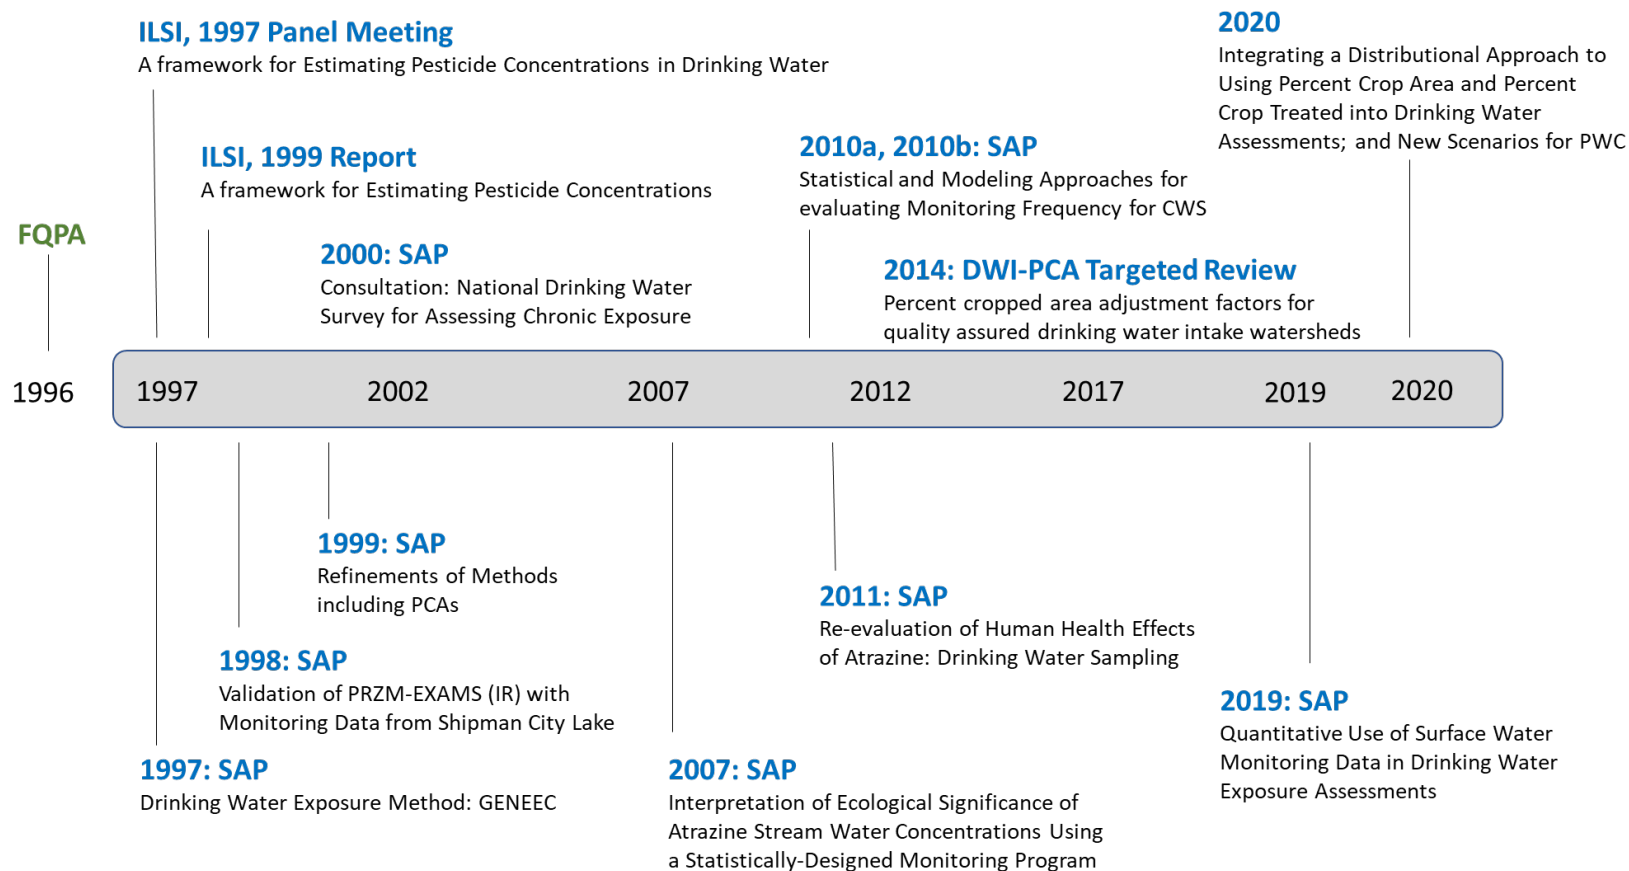 ILSI, 1997 Panel Meeting
A framework for Estimating Pesticide Concentrations in Drinking Water
ILSI, 1999 Report
A framework for Estimating Pesticide Concentrations
FQPA
2000: SAP
Consultation: National Drinking Water
Survey for Assessing Chronic Exposure
2010a, 2010b: SAP
Statistical and Modeling Approaches for
evaluating Monitoring Frequency for CWS
2014: DWI-PCA Targeted Review
Percent cropped area adjustment factors for
quality assured drinking water intake watersheds
2020
Integrating a Distributional Approach to
Using Percent Crop Area and Percent
Crop Treated into Drinking Water
Assessments; and New Scenarios for PWC
1996
1997
2002
2007
2012
2017
2019
2020
1999: SAP
Refinements of Methods
including PCAs
1998: SAP
Validation of PRZM-EXAMS (IR) with
Monitoring Data from Shipman City Lake
1997: SAP
Drinking Water Exposure Method: GENEEC
2007: SAP
Interpretation of Ecological Significance of
Atrazine Stream Water Concentrations Using
a Statistically-Designed Monitoring Program
2011: SAP
Re-evaluation of Human Health Effects
of Atrazine: Drinking Water Sampling
2019: SAP
Quantitative Use of Surface Water
Monitoring Data in Drinking Water
Exposure Assessments